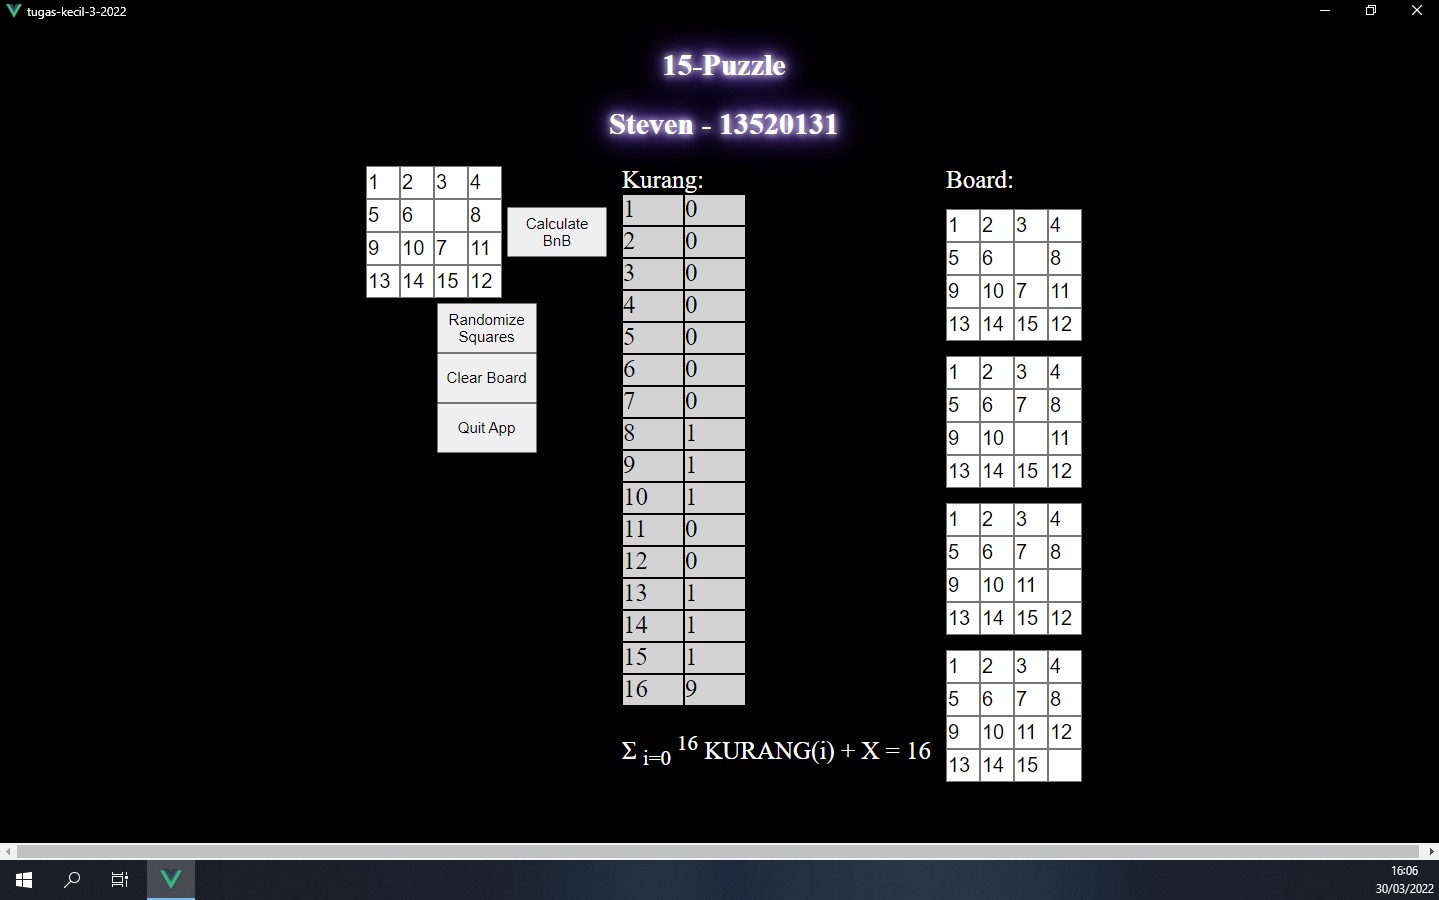 tugas-kecil-3-2022
15-Puzzle
Steven - 13520131
1 2 3 4
5 6 8
9 10 7 11
13 14 15 12
Calculate
BnB
Randomize
Squares
Clear Board
Quit App
Kurang:
1 0
2 0
3 0
4 0
5 0
6 0
7 0
8 1
9 1
10 1
11 0
12 0
13 1
14 1
15 1
16 9
Σ i=0 16 KURANG(i) + X = 16
Board:
1 2 3 4
5 6 8
9 10 7 11
13 14 15 12
1 2 3 4
5 6 7 8
9 10 11
13 14 15 12
1 2 3 4
5 6 7 8
9 10 11
13 14 15 12
1 2 3 4
5 6 7 8
9 10 11 12
13 14 15
16:06
30/03/2022